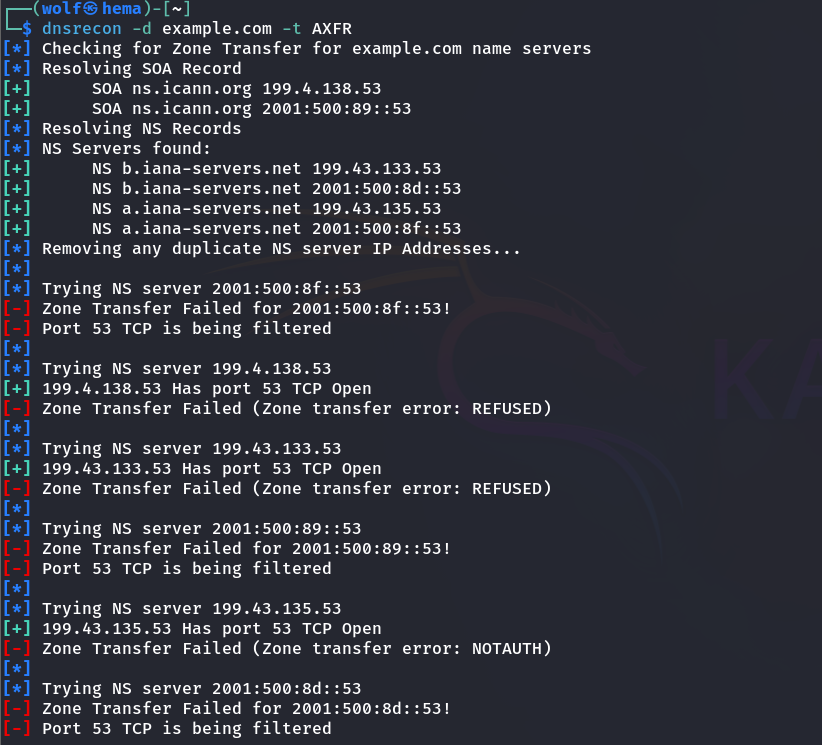 ┌──(wolf㉿hema)-[~]
└─$ dnsrecon -d example.com -t AXFR
[*] Checking for Zone Transfer for example.com name servers
[*] Resolving SOA Record
[+] SOA ns.icann.org 199.4.138.53
[+] SOA ns.icann.org 2001:500:89::53
[*] Resolving NS Records
[*] NS Servers found:
[+] NS b.iana-servers.net 199.43.133.53
[+] NS b.iana-servers.net 2001:500:8d::53
[+] NS a.iana-servers.net 199.43.135.53
[+] NS a.iana-servers.net 2001:500:8f::53
[*] Removing any duplicate NS server IP Addresses...
[*]
[*] Trying NS server 2001:500:8f::53
[-] Zone Transfer Failed for 2001:500:8f::53!
[-] Port 53 TCP is being filtered
[*]
[*] Trying NS server 199.4.138.53
[+] 199.4.138.53 Has port 53 TCP Open
[-] Zone Transfer Failed (Zone transfer error: REFUSED)
[*]
[*] Trying NS server 199.43.133.53
[+] 199.43.133.53 Has port 53 TCP Open
[-] Zone Transfer Failed (Zone transfer error: REFUSED)
[*]
[*] Trying NS server 2001:500:89::53
[-] Zone Transfer Failed for 2001:500:89::53!
[-] Port 53 TCP is being filtered
[*]
[*] Trying NS server 199.43.135.53
[+] 199.43.135.53 Has port 53 TCP Open
[-] Zone Transfer Failed (Zone transfer error: NOTAUTH)
[*]
[*] Trying NS server 2001:500:8d::53
[-] Zone Transfer Failed for 2001:500:8d::53!
[-] Port 53 TCP is being filtered